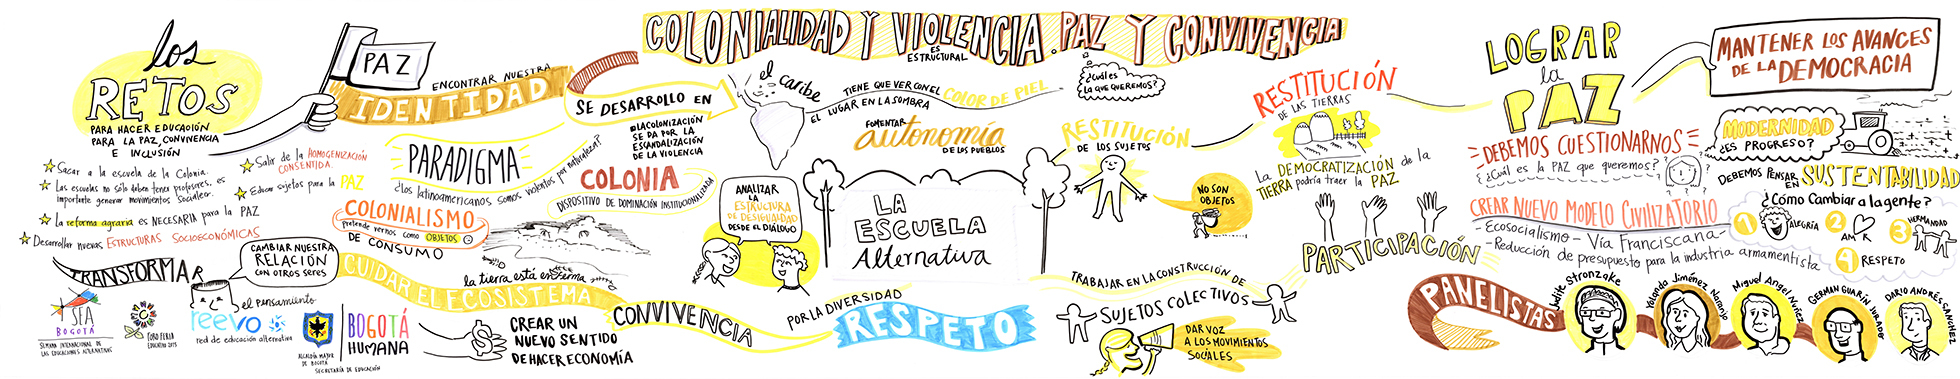 COLONIALIDAD Y VIOLENCIA. PAZ Y CONVIVENCIA
ES
ESTRUCTURAL
los
RETOS
PARA HACER EDUCACIÓN
PARA LA PAZ, CONVIVENCIA
E INCLUSIÓN
Sacar a la escuela de la Colonia.
Las escuelas no sólo deben tener profesores, es
importante generar movimientos sociales.
La reforma agraria es NECESARIA para la PAZ
Desarrollar nuevas ESTRUCTURAS SOCIOECONÓMICAS
Salir de la HOMOGENIZACIÓN
CONSENTIDA.
Educar sujetos para la PAZ
PAZ
ENCONTRAR NUESTRA
IDENTIDAD
PARADIGMA
¿Los latinoamericanos somos violentos por naturaleza?
COLONIALISMO
Pretende vernos como OBJETOS
DE CONSUMO
SE DESARROLLO EN
LA COLONIZACIÓN
SE DA POR LA
ESCANDALIZACIÓN
DE LA VIOLENCIA
COLONIA
DISPOSITIVO DE DOMINACIÓN INSTITUCIONALIZADA
el caribe
TIENE QUE VER CON EL COLOR DE PIEL
EL LUGAR EN LA SOMBRA
FOMENTAR
autonomía
DE LOS PUEBLOS
¿CUÁL ES
LA QUE QUEREMOS?
ANALIZAR
LA
ESTRUCTURA
DE DESIGUALDAD
DESDE EL DIÁLOGO
LA
ESCUELA
Alternativa
RESTITUCIÓN
DE LOS SUJETOS
NO SON
OBJETOS
RESTITUCIÓN
DE LAS TIERRAS
LA DEMOCRATIZACIÓN de la
TIERRA podría traer la PAZ
PARTICIPACIÓN
LOGRAR
la
PAZ
MANTENER LOS AVANCES
DE LA DEMOCRACIA
DEBEMOS CUESTIONARNOS
¿Cuál es la PAZ que queremos?
MODERNIDAD
¿ES PROGRESO?
DEBEMOS PENSAR
EN SUSTENTABILIDAD
CREAR NUEVO MODELO CIVILIZATORIO
- Ecosocialismo - Vía Franciscana -
- Reducción de presupuesto para la industria armamentista
¿Cómo Cambiar a la gente?
1 ALEGRÍA
2 AMOR
3 HERMANDAD
4 RESPETO
TRANSFORMAR
CAMBIAR NUESTRA
RELACIÓN
CON OTROS SERES
el pensamiento
la tierra está enferma
CUIDAR EL ECOSISTEMA
$
CREAR UN
NUEVO SENTIDO
DE HACER ECONOMÍA
CONVIVENCIA
POR LA DIVERSIDAD
RESPETO
TRABAJAR EN LA CONSTRUCCIÓN DE
SUJETOS COLECTIVOS
DAR VOZ
A LOS MOVIMIENTOS
SOCIALES
PANELISTAS
Stronzake
Yolanda Jiménez Naranjo
Miguel Angel Nuñez
GERMAN GUARÍN JURADO
DARIO ANDRÉS SANCHEZ
SEA
BOGOTÁ
SEMANA INTERNACIONAL DE
LAS EDUCACIONES ALTERNATIVAS
FORO FERIA
EDUCATIVO 2015
reevo
red de educación alternativa
ALCALDÍA MAYOR
DE BOGOTÁ
BOGOTÁ
HUMANA
SECRETARÍA DE EDUCACIÓN